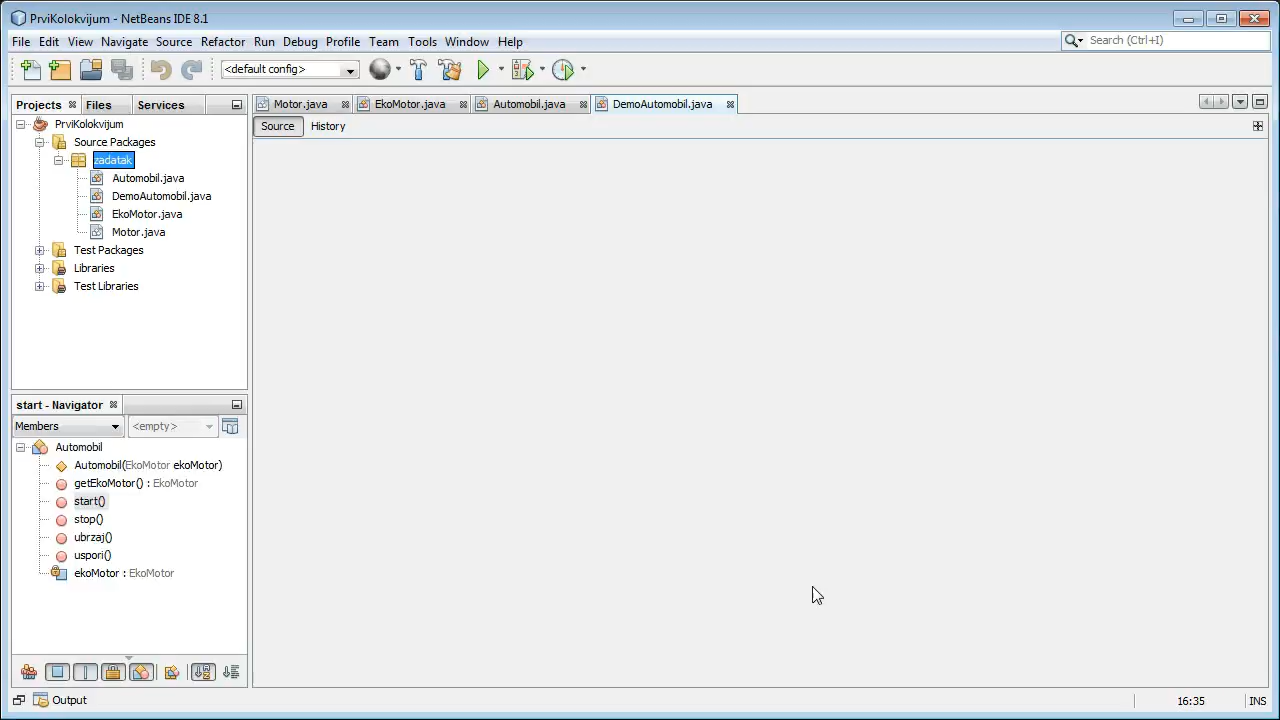 PrviKolokvijum - NetBeans IDE 8.1
File Edit View Navigate Source Refactor Run Debug Profile Team Tools Window Help
Search (Ctrl+I)
<default config>
Projects Files Services
Motor.java EkoMotor.java Automobil.java DemoAutomobil.java
Source History
PrviKolokvijum
Source Packages
zadatak
Automobil.java
DemoAutomobil.java
EkoMotor.java
Motor.java
Test Packages
Libraries
Test Libraries
start - Navigator
Members <empty>
Automobil
Automobil(EkoMotor ekoMotor)
getEkoMotor() : EkoMotor
start()
stop()
ubrzaj()
uspori()
ekoMotor : EkoMotor
Output
16:35 INS